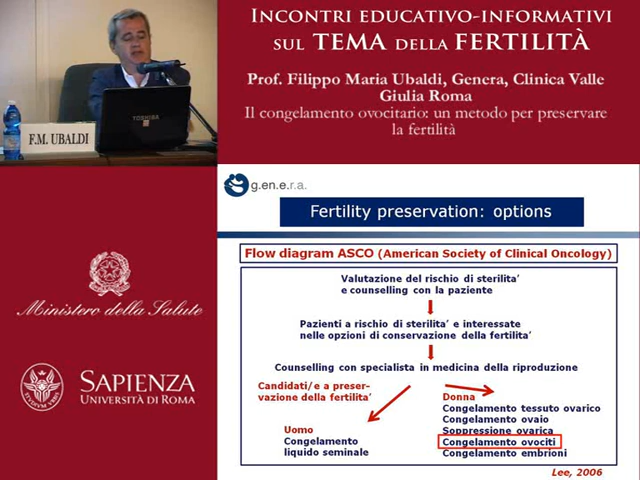 INCONTRI EDUCATIVO-INFORMATIVI
SUL TEMA DELLA FERTILITÀ
Prof. Filippo Maria Ubaldi, Genera, Clinica Valle
Giulia Roma
Il congelamento ovocitario: un metodo per preservare
la fertilità
TOSHIBA
F.M. UBALDI
g.en.e.r.a.
Fertility preservation: options
Flow diagram ASCO (American Society of Clinical Oncology)
Valutazione del rischio di sterilita'
e counselling con la paziente
Pazienti a rischio di sterilita' e interessate
nelle opzioni di conservazione della fertilita'
Counselling con specialista in medicina della riproduzione
Candidati/e a preser-
vazione della fertilita'
Uomo
Congelamento
liquido seminale
Donna
Congelamento tessuto ovarico
Congelamento ovaio
Soppressione ovarica
Congelamento ovociti
Congelamento embrioni
Lee, 2006
Ministero della Salute
SAPIENZA
UNIVERSITÀ DI ROMA